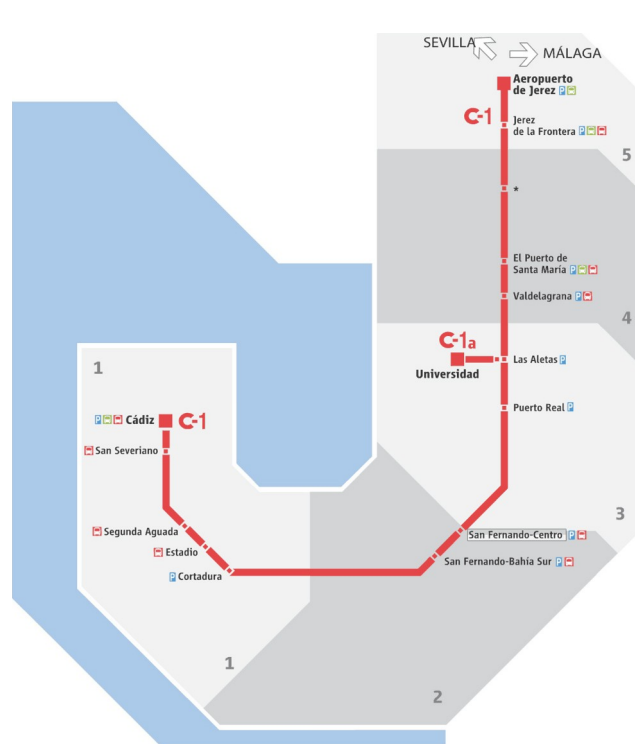 SEVILLA
MÁLAGA
Aeropuerto
de Jerez P
C-1
Jerez
de la Frontera P
5
*
El Puerto de
Santa María P
Valdelagrana P
4
C-1a
Universidad
Las Aletas P
Puerto Real P
3
1
P Cádiz
C-1
San Severiano
Segunda Aguada
Estadio
P Cortadura
San Fernando-Centro P
San Fernando-Bahía Sur P
1
2